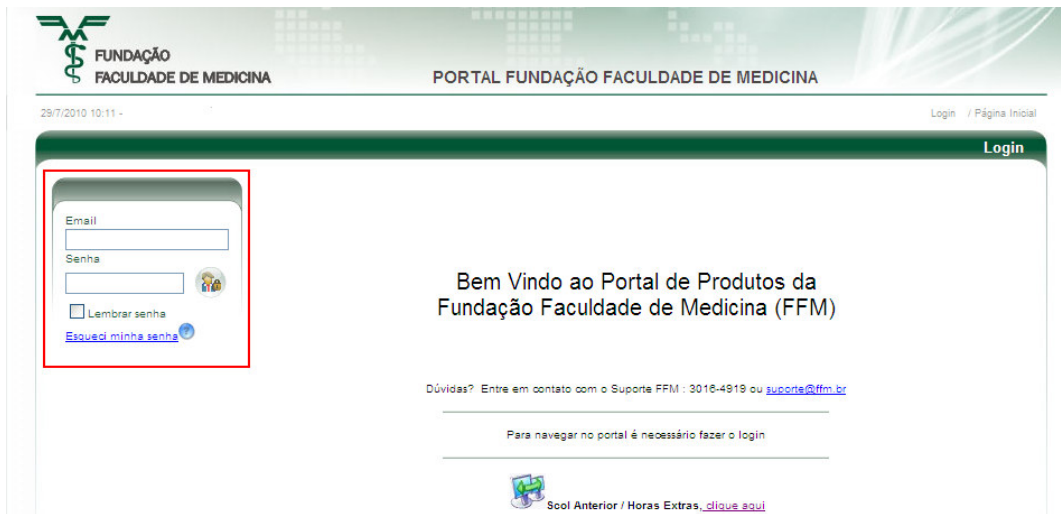 FUNDAÇÃO
FACULDADE DE MEDICINA
PORTAL FUNDAÇÃO FACULDADE DE MEDICINA
29/7/2010 10:11 -
Login / Página Inicial
Login
Email
Senha
Lembrar senha
Esqueci minha senha
Bem Vindo ao Portal de Produtos da
Fundação Faculdade de Medicina (FFM)
Dúvidas? Entre em contato com o Suporte FFM : 3016-4919 ou suporte@ffm.br
Para navegar no portal é necessário fazer o login
Scol Anterior / Horas Extras, clique aqui